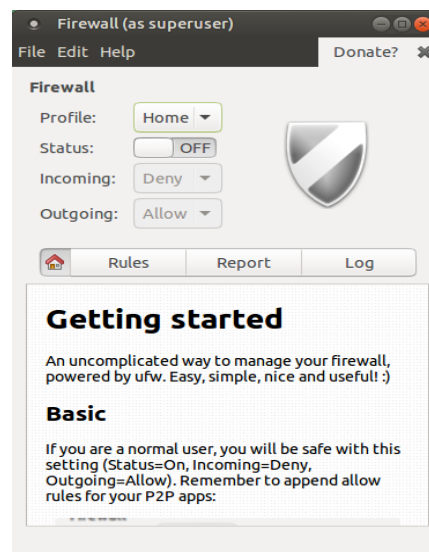 Firewall (as superuser)
File Edit Help
Donate?
Firewall
Profile: Home
Status: OFF
Incoming: Deny
Outgoing: Allow
Rules Report Log
Getting started
An uncomplicated way to manage your firewall,
powered by ufw. Easy, simple, nice and useful! :)
Basic
If you are a normal user, you will be safe with this
setting (Status=On, Incoming=Deny,
Outgoing=Allow). Remember to append allow
rules for your P2P apps: